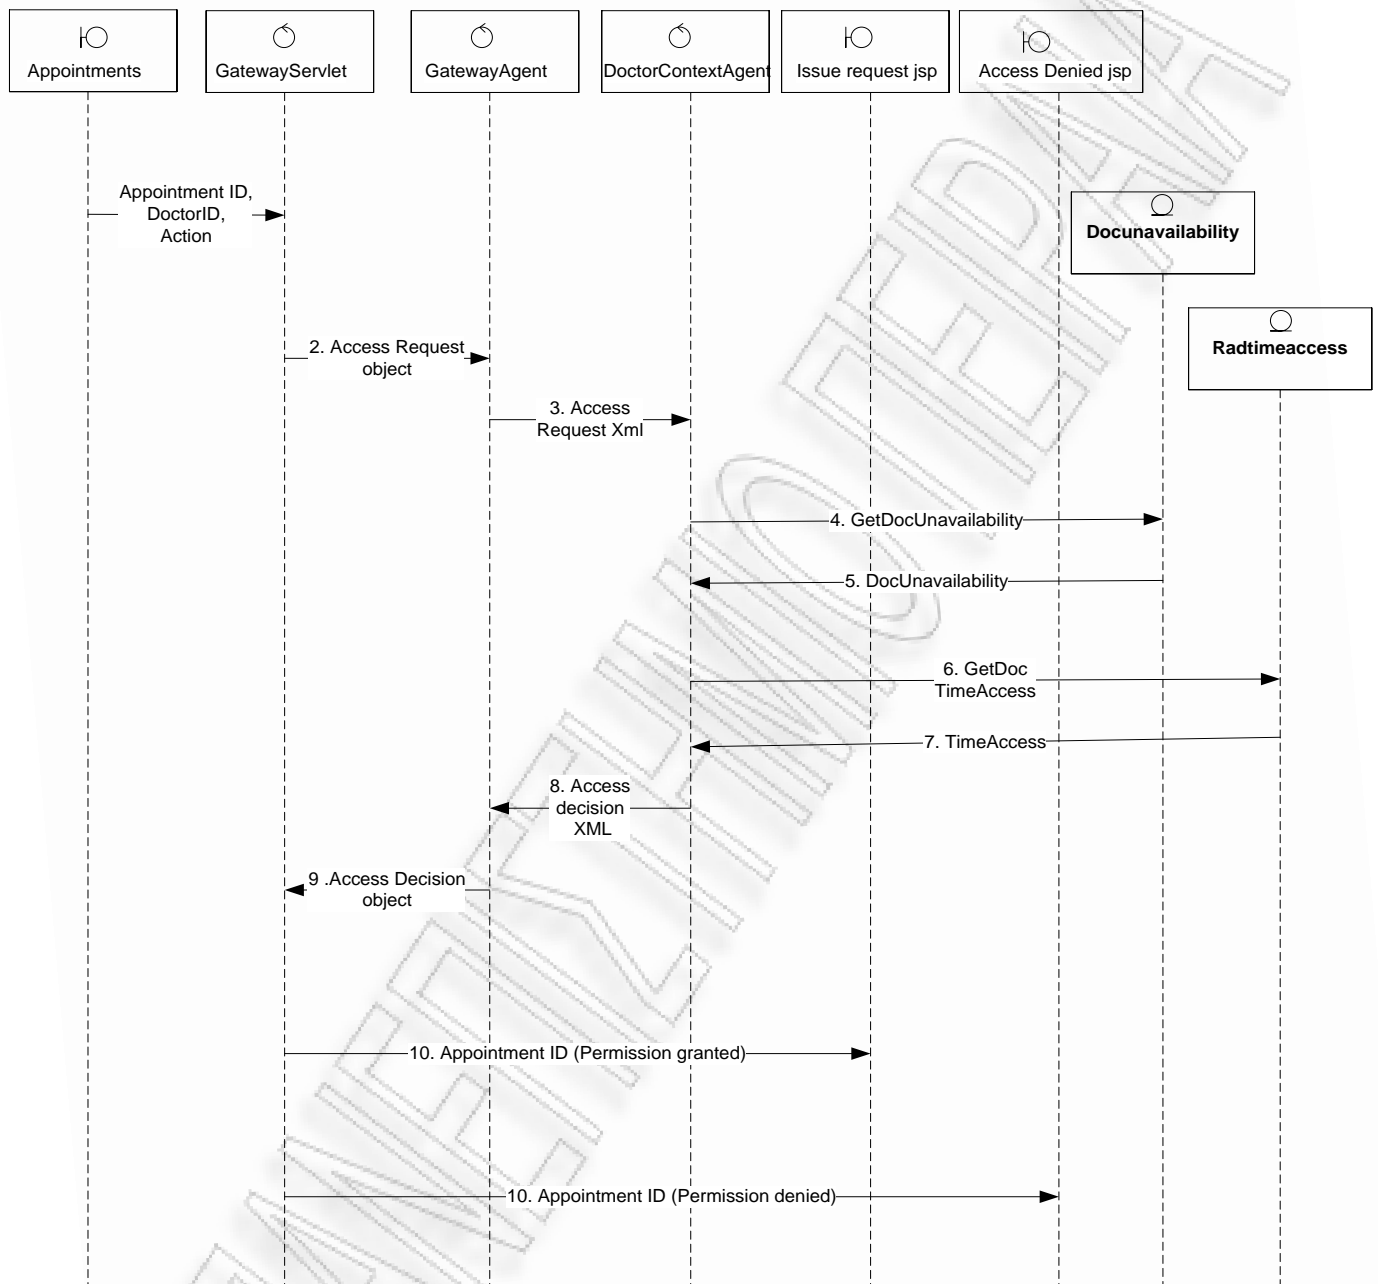 Appointments
GatewayServlet
GatewayAgent
DoctorContextAgent
Issue request jsp
Access Denied jsp
Appointment ID,
DoctorID,
Action
Docunavailability
2. Access Request
object
Radtimeaccess
3. Access
Request Xml
4. GetDocUnavailability
5. DocUnavailability
6. GetDoc
TimeAccess
7. TimeAccess
8. Access
decision
XML
9 .Access Decision
object
10. Appointment ID (Permission granted)
10. Appointment ID (Permission denied)